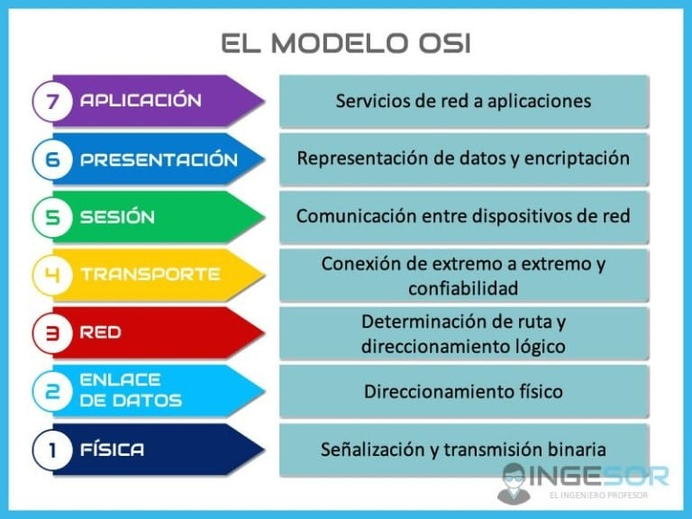 EL MODELO OSI
7 APLICACIÓN
Servicios de red a aplicaciones
6 PRESENTACIÓN
Representación de datos y encriptación
5 SESIÓN
Comunicación entre dispositivos de red
4 TRANSPORTE
Conexión de extremo a extremo y
confiabilidad
3 RED
Determinación de ruta y
direccionamiento lógico
2 ENLACE
DE DATOS
Direccionamiento físico
1 FÍSICA
Señalización y transmisión binaria
INGESOR
EL INGENIERO PROFESOR